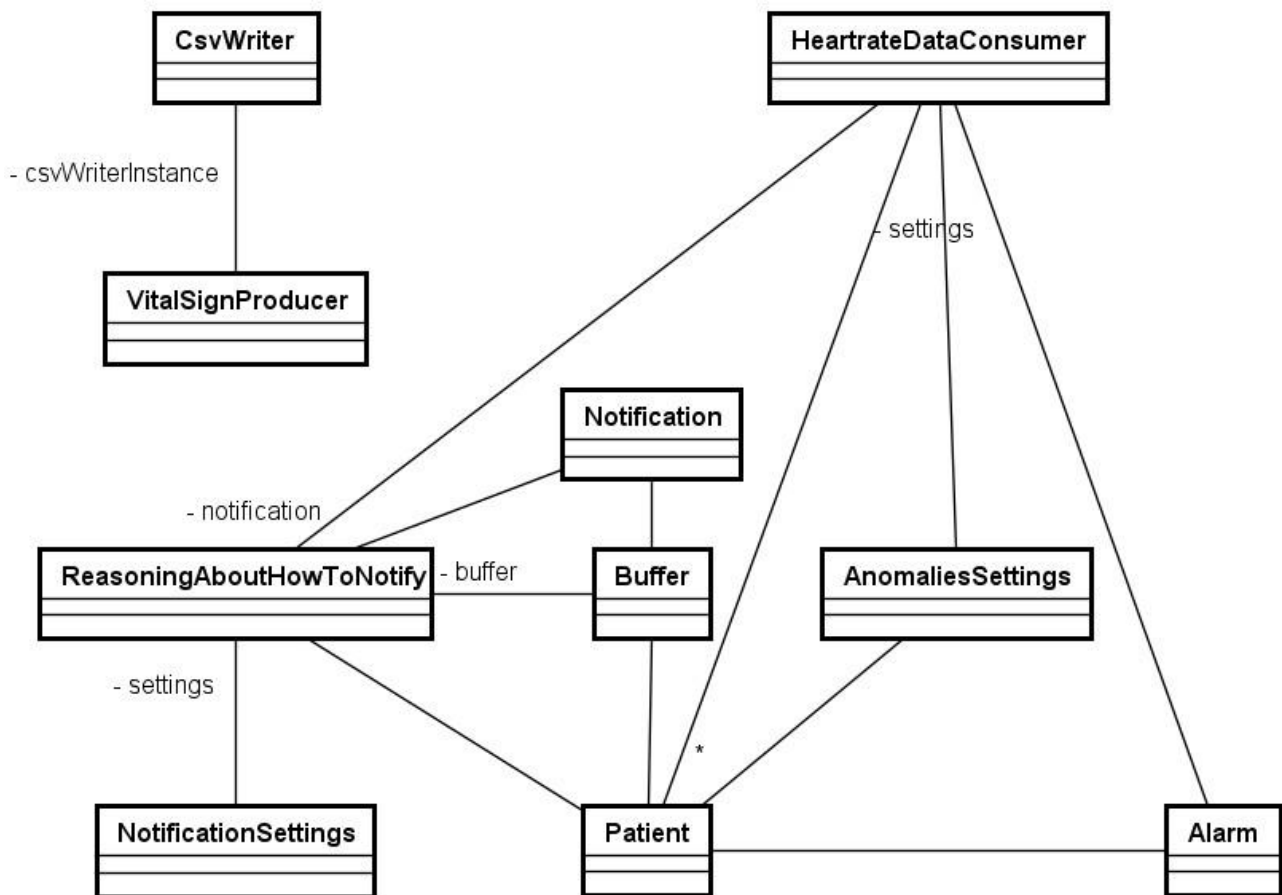 CsvWriter
HeartrateDataConsumer
- csvWriterInstance
- settings
VitalSignProducer
Notification
- notification
ReasoningAboutHowToNotify
- buffer
Buffer
AnomaliesSettings
- settings
*
NotificationSettings
Patient
Alarm